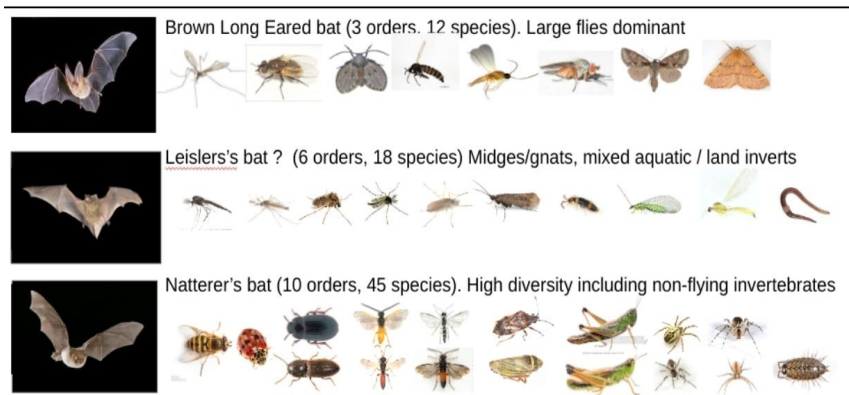 Brown Long Eared bat (3 orders. 12 species). Large flies dominant
Leislers's bat ? (6 orders, 18 species) Midges/gnats, mixed aquatic / land inverts
Natterer's bat (10 orders, 45 species). High diversity including non-flying invertebrates